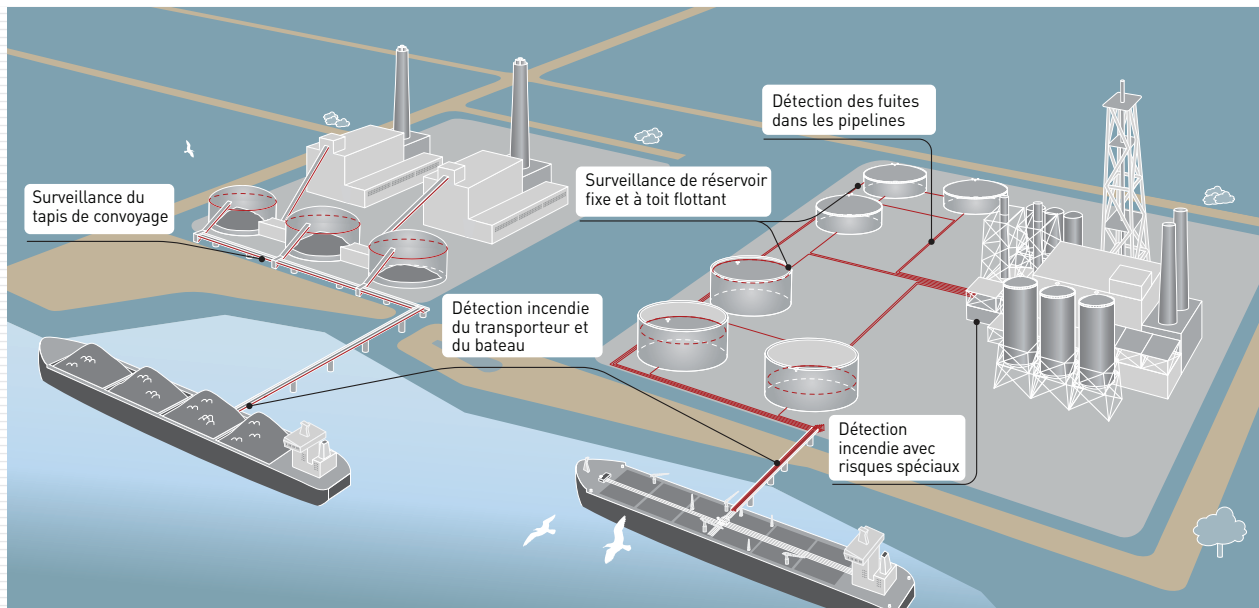 Détection des fuites
dans les pipelines
Surveillance de réservoir
fixe et à toit flottant
Surveillance du
tapis de convoyage
Détection incendie
du transporteur et
du bateau
Détection
incendie avec
risques spéciaux